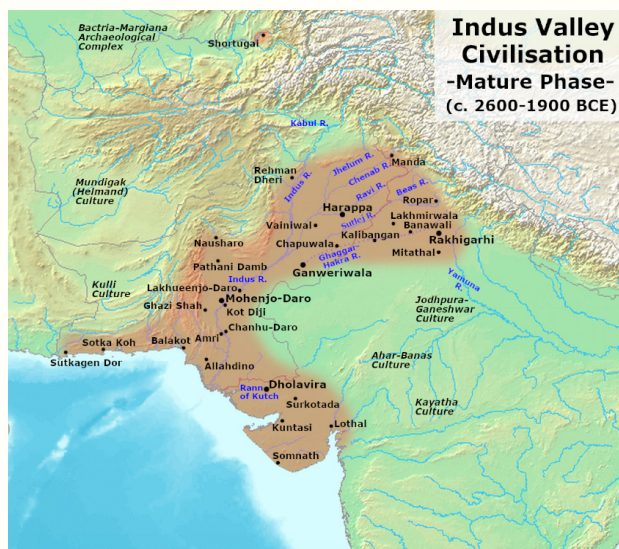 Indus Valley
Civilisation
-Mature Phase-
(c. 2600-1900 BCE)
Bactria-Margiana
Archaeological
Complex
Shortugai
Kabul R.
Mundigak
(Helmand)
Culture
Rehman
Dheri
Indus R.
Jhelum R.
Manda
Chenab R.
Ravi R.
Beas R.
Ropar
Harappa
Sutlej R.
Lakhmirwala
Vainiwal
Kalibangan
Banawali
Rakhigarhi
Nausharo
Chapuwala
Ghaggar-
Hakra R.
Mitathal
Pathani Damb
Ganweriwala
Yamuna
R.
Kulli
Culture
Indus R.
Lakhueenjo-Daro
Mohenjo-Daro
Ghazi Shah
Kot Diji
Jodhpura-
Ganeshwar
Culture
Chanhu-Daro
Amri
Sotka Koh
Balakot
Sutkagen Dor
Allahdino
Ahar-Banas
Culture
Rann
of Kutch
Dholavira
Surkotada
Kayatha
Culture
Kuntasi
Lothal
Somnath